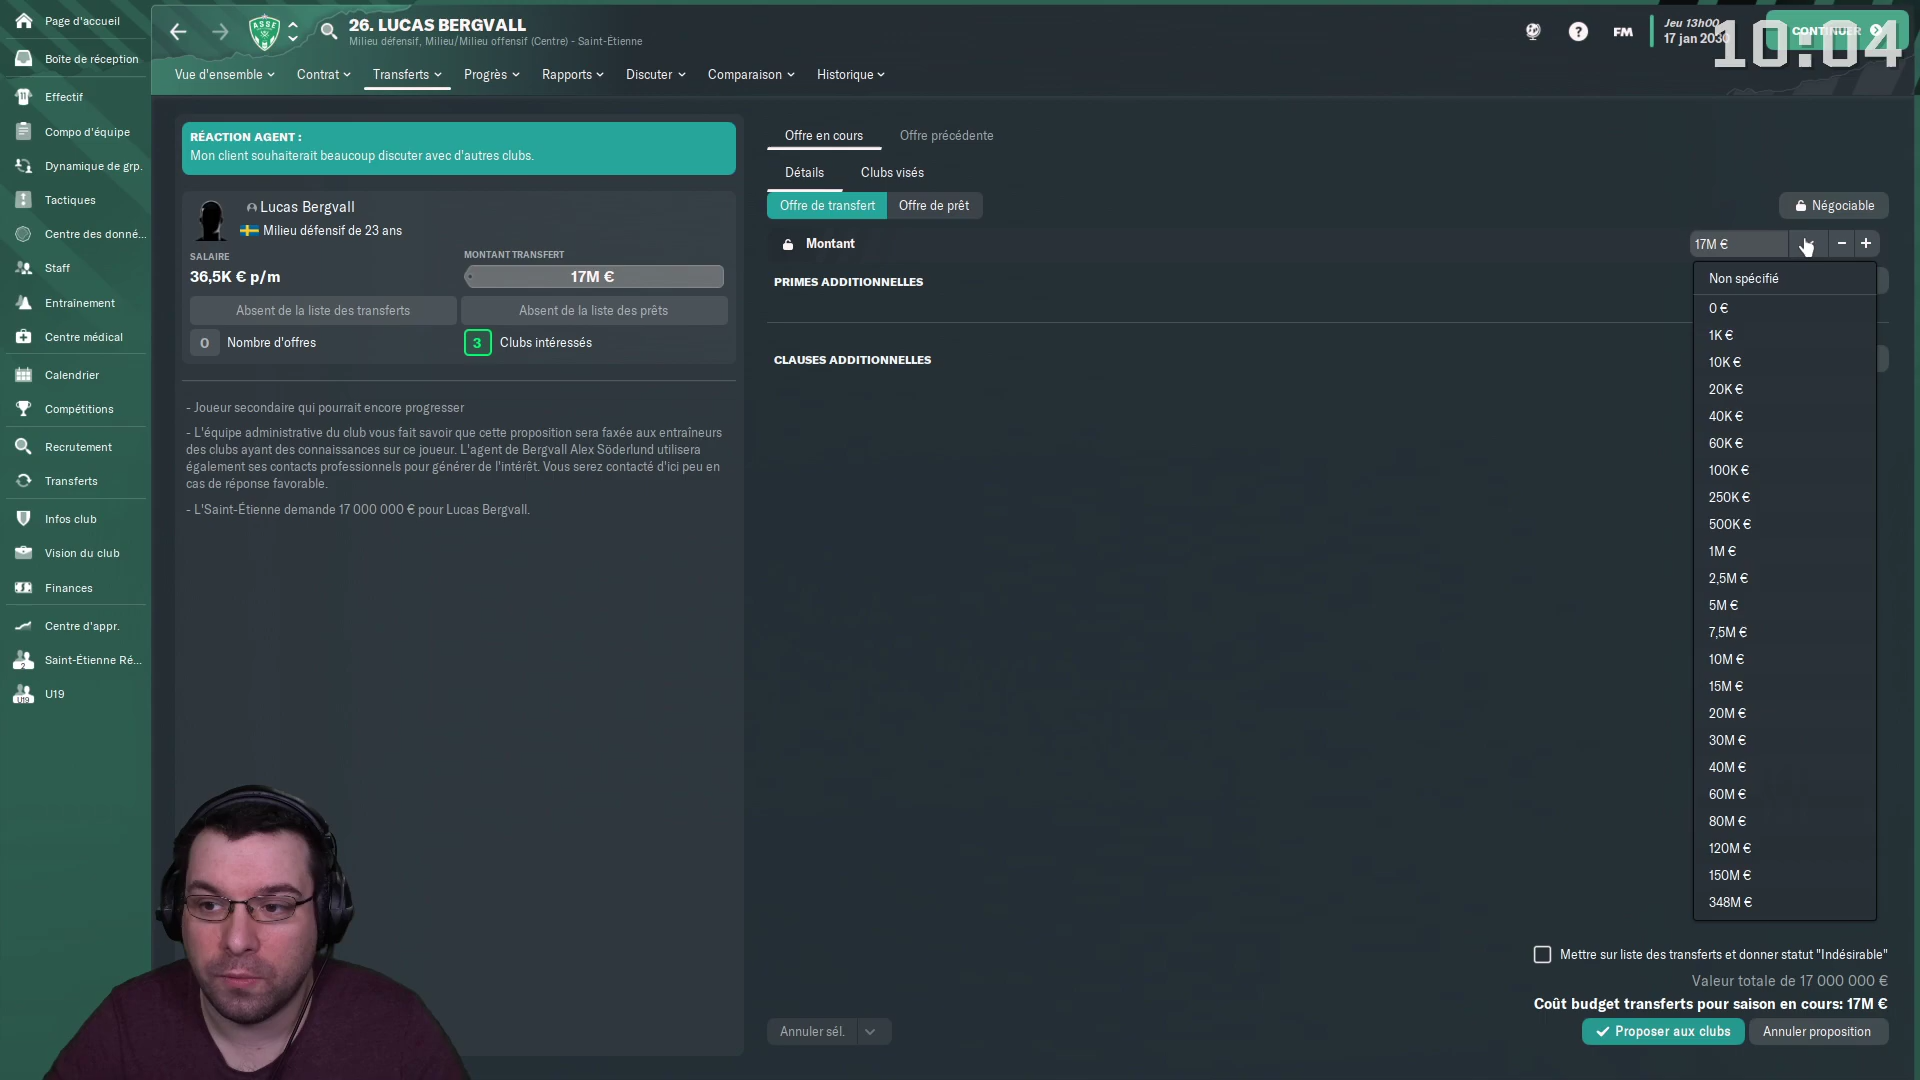 Page d'accueil
Boîte de réception
Effectif
Compo d'équipe
Dynamique de grp.
Tactiques
Centre des donné...
Staff
Entraînement
Centre médical
Calendrier
Compétitions
Recrutement
Transferts
Infos club
Vision du club
Finances
Centre d'appr.
Saint-Étienne Ré...
U19
ASSE
26. LUCAS BERGVALL
Milieu défensif, Milieu/Milieu offensif (Centre) - Saint-Étienne
FM
Jeu 13h00
17 jan 2030
CONTINUER
10:04
Vue d'ensemble
Contrat
Transferts
Progrès
Rapports
Discuter
Comparaison
Historique
RÉACTION AGENT :
Mon client souhaiterait beaucoup discuter avec d'autres clubs.
Lucas Bergvall
Milieu défensif de 23 ans
SALAIRE
36,5K € p/m
MONTANT TRANSFERT
17M €
Absent de la liste des transferts
Absent de la liste des prêts
0 Nombre d'offres
3 Clubs intéressés
- Joueur secondaire qui pourrait encore progresser
- L'équipe administrative du club vous fait savoir que cette proposition sera faxée aux entraîneurs
des clubs ayant des connaissances sur ce joueur. L'agent de Bergvall Alex Söderlund utilisera
également ses contacts professionnels pour générer de l'intérêt. Vous serez contacté d'ici peu en
cas de réponse favorable.
- L'Saint-Étienne demande 17 000 000 € pour Lucas Bergvall.
Offre en cours
Offre précédente
Détails
Clubs visés
Offre de transfert
Offre de prêt
Négociable
Montant
17M €
PRIMES ADDITIONNELLES
CLAUSES ADDITIONNELLES
Non spécifié
0 €
1K €
10K €
20K €
40K €
60K €
100K €
250K €
500K €
1M €
2,5M €
5M €
7,5M €
10M €
15M €
20M €
30M €
40M €
60M €
80M €
120M €
150M €
348M €
Mettre sur liste des transferts et donner statut "Indésirable"
Valeur totale de 17 000 000 €
Coût budget transferts pour saison en cours: 17M €
Annuler sél.
Proposer aux clubs
Annuler proposition